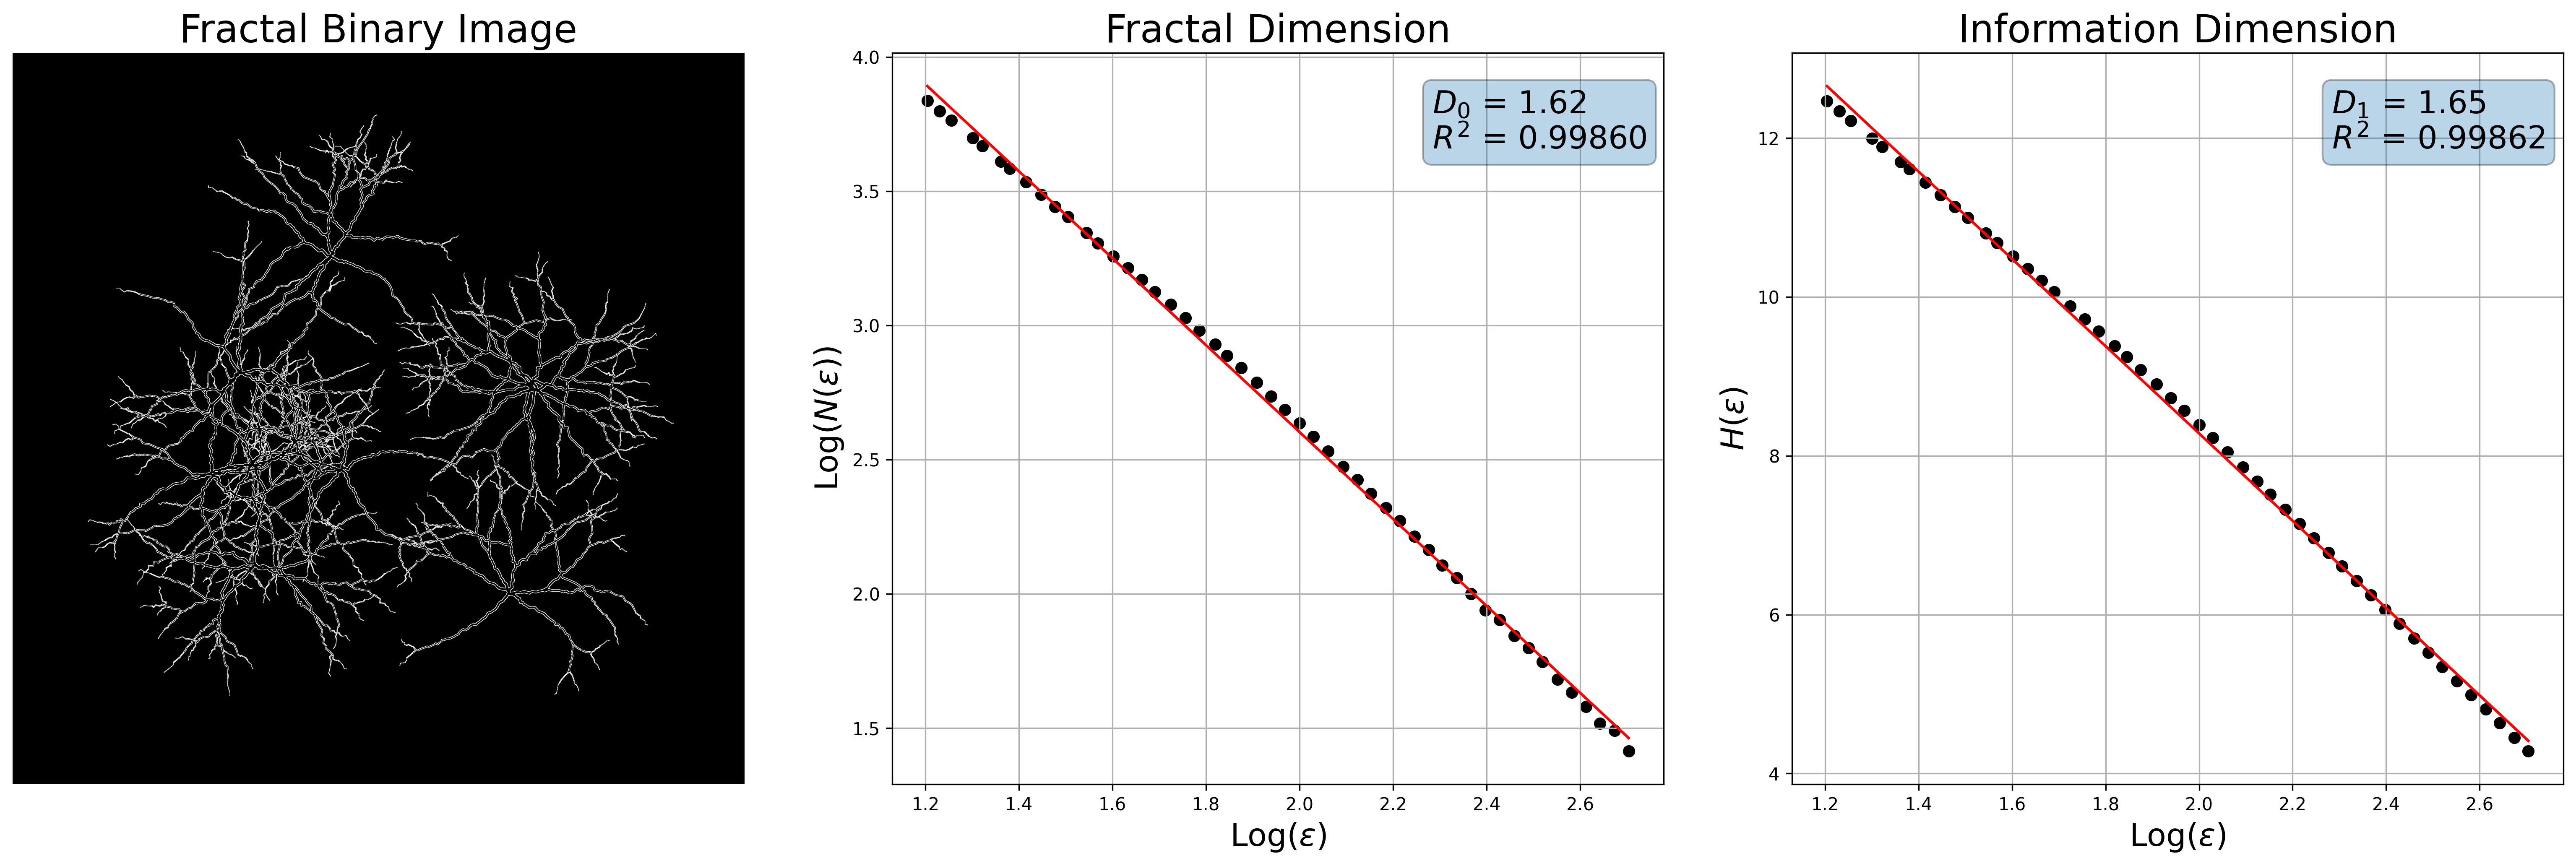 Fractal Binary Image
Fractal Dimension
4.0
3.5
3.0
2.5
2.0
1.5
Log(N(ε))
D₀ = 1.62
R² = 0.99860
1.2 1.4 1.6 1.8 2.0 2.2 2.4 2.6
Log(ε)
Information Dimension
12
10
8
6
4
H(ε)
D₁ = 1.65
R² = 0.99862
1.2 1.4 1.6 1.8 2.0 2.2 2.4 2.6
Log(ε)